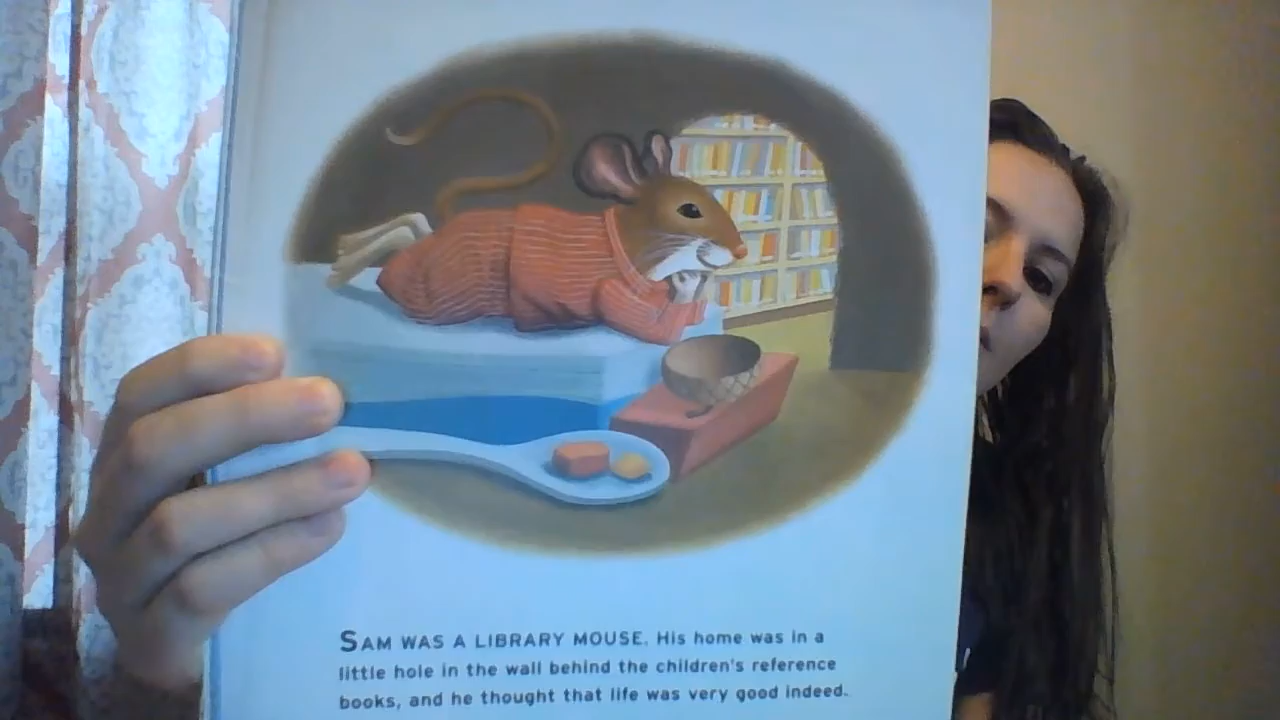 SAM WAS A LIBRARY MOUSE. His home was in a
little hole in the wall behind the children's reference
books, and he thought that life was very good indeed.